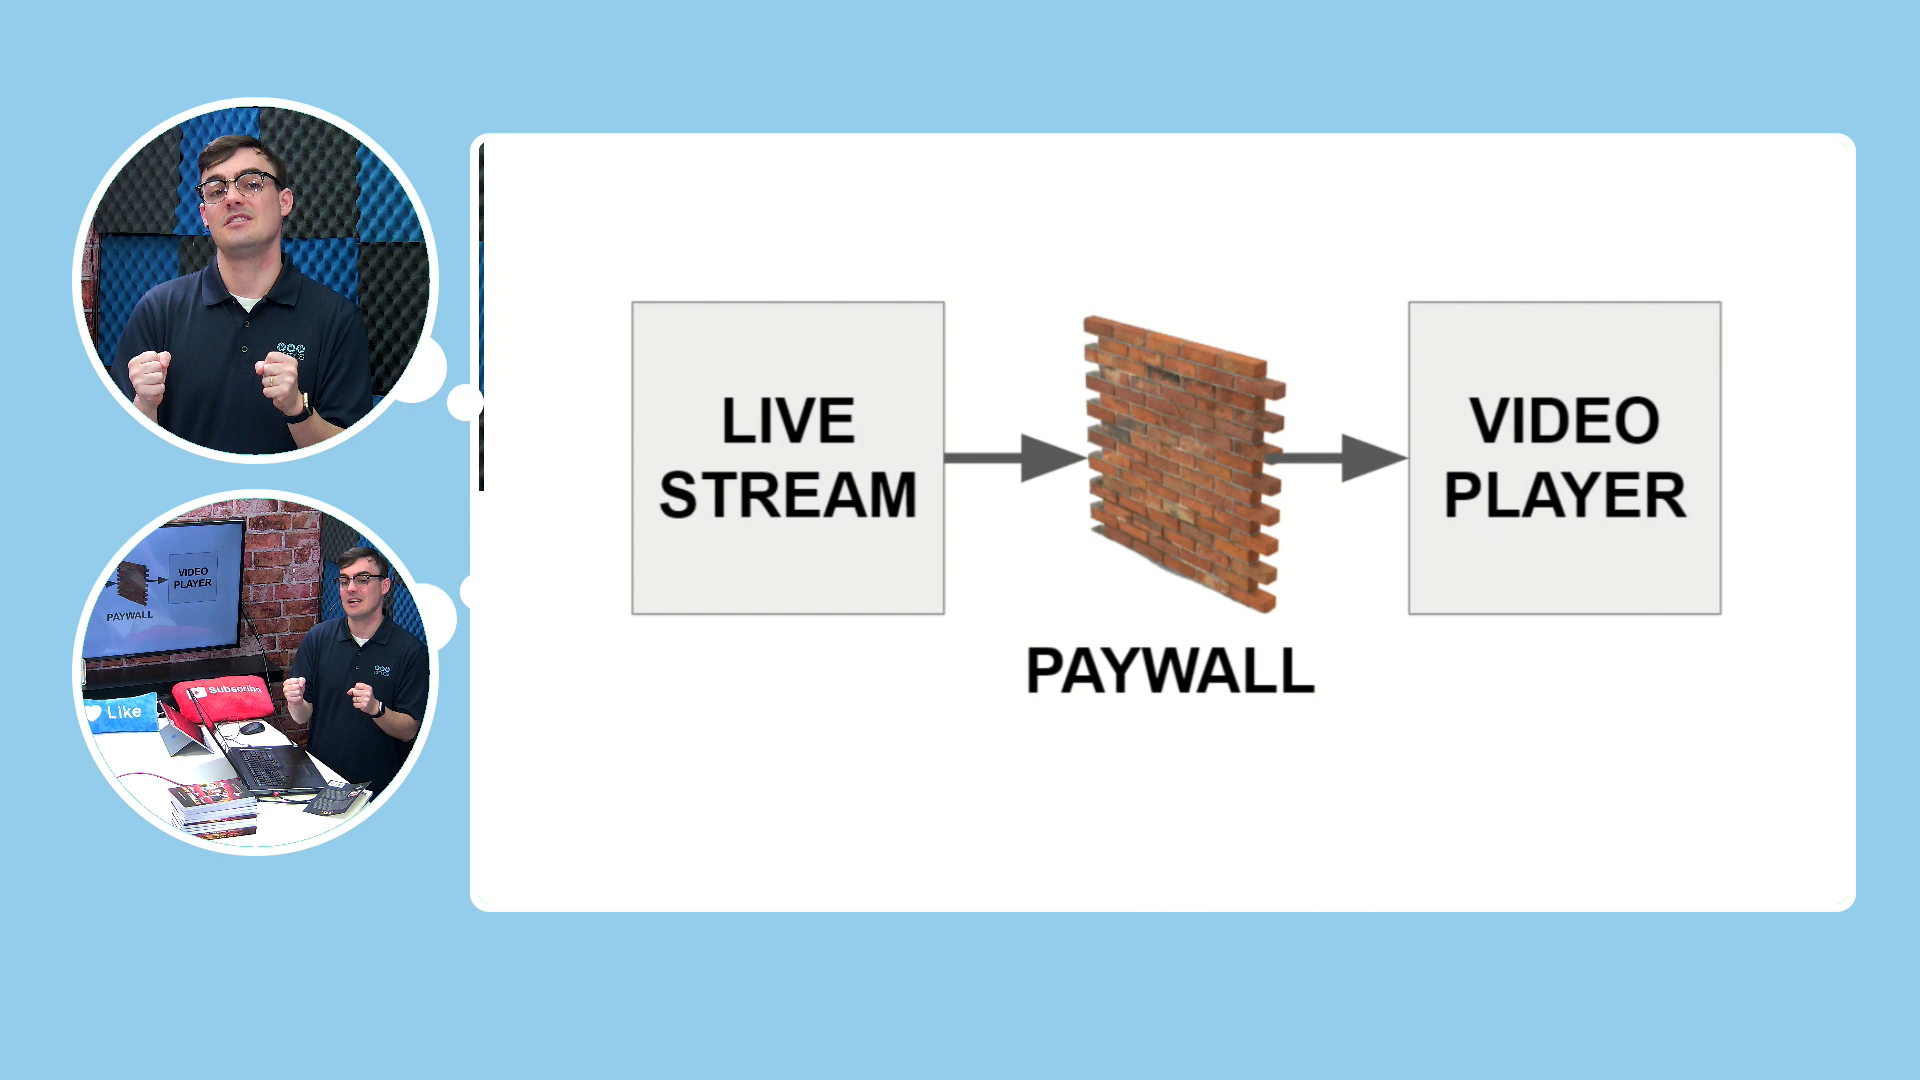 LIVE
STREAM
PAYWALL
VIDEO
PLAYER
VIDEO
PLAYER
PAYWALL
Subscribe
Like